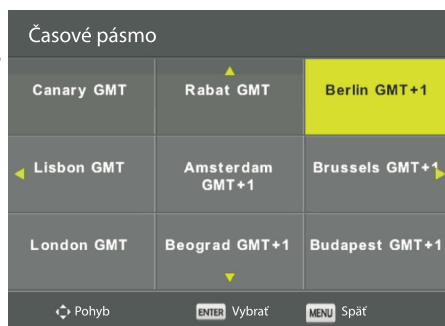 Časové pásmo
Canary GMT
Rabat GMT
Berlin GMT+1
Lisbon GMT
Amsterdam
GMT+1
Brussels GMT+1
London GMT
Beograd GMT+1
Budapest GMT+1
Pohyb
ENTER Vybrať
MENU Späť